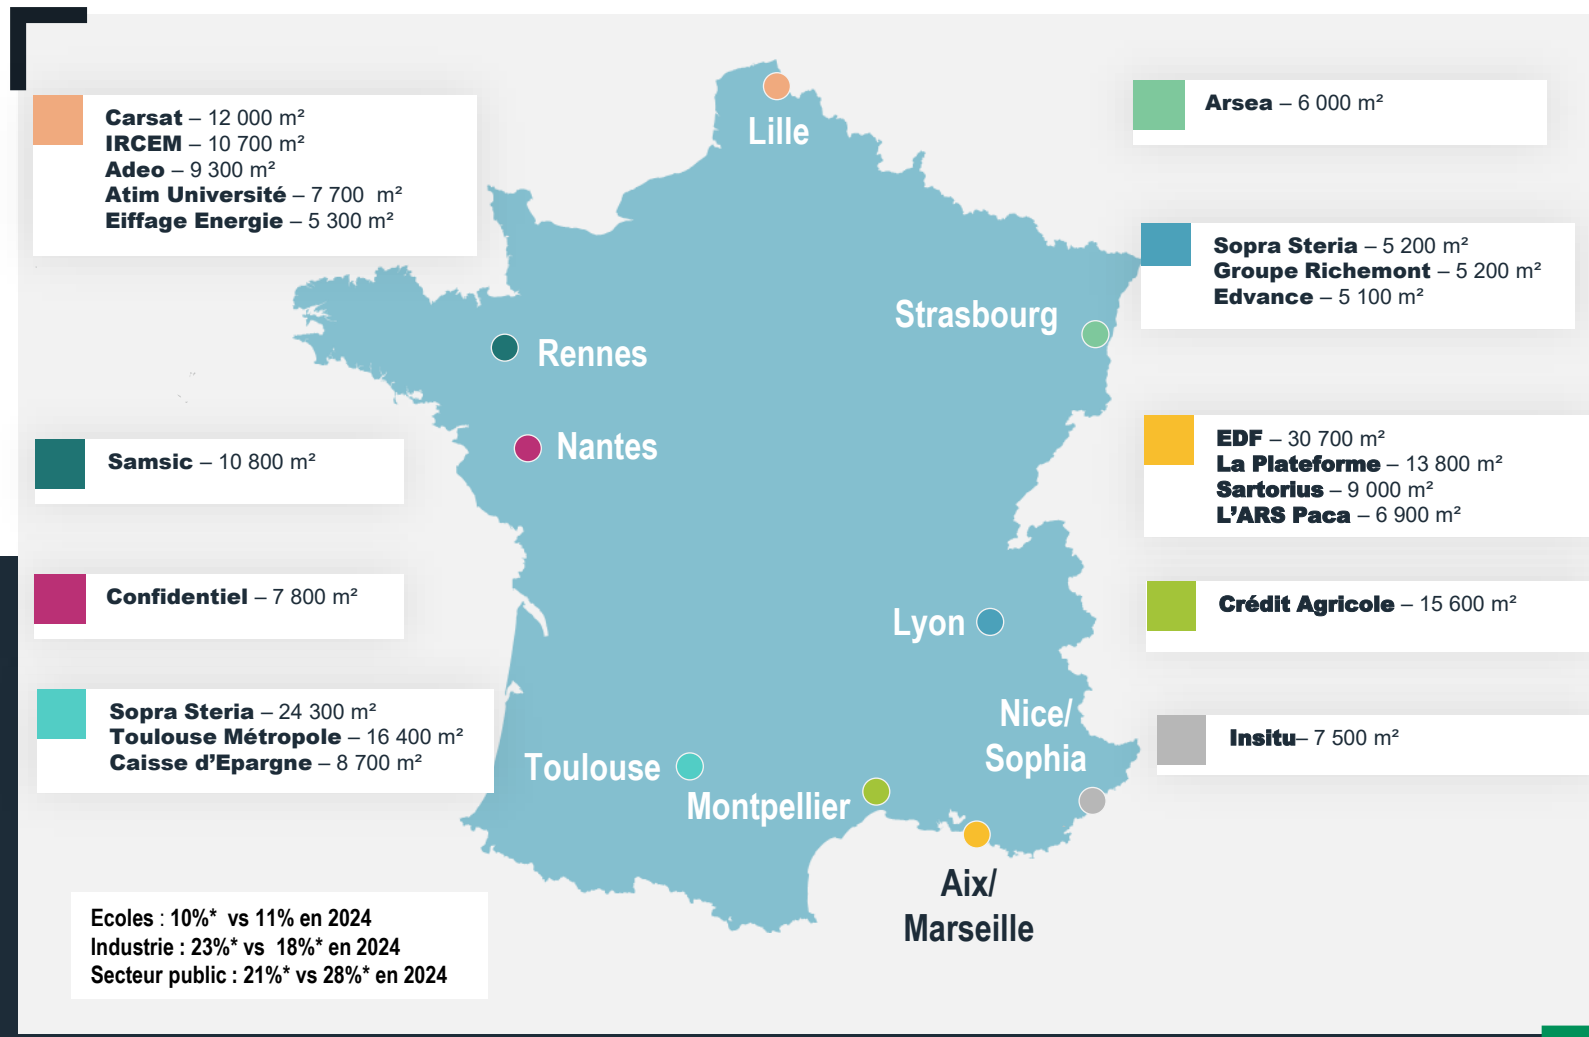 Carsat – 12 000 m²
IRCEM – 10 700 m²
Adeo – 9 300 m²
Atim Université – 7 700 m²
Eiffage Energie – 5 300 m²
Samsic – 10 800 m²
Confidentiel – 7 800 m²
Sopra Steria – 24 300 m²
Toulouse Métropole – 16 400 m²
Caisse d’Epargne – 8 700 m²
Ecoles : 10%* vs 11% en 2024
Industrie : 23%* vs 18%* en 2024
Secteur public : 21%* vs 28%* en 2024
Lille
Strasbourg
Rennes
Nantes
Lyon
Nice/
Sophia
Toulouse
Montpellier
Aix/
Marseille
Arsea – 6 000 m²
Sopra Steria – 5 200 m²
Groupe Richemont – 5 200 m²
Edvance – 5 100 m²
EDF – 30 700 m²
La Plateforme – 13 800 m²
Sartorius – 9 000 m²
L’ARS Paca – 6 900 m²
Crédit Agricole – 15 600 m²
Insitu– 7 500 m²